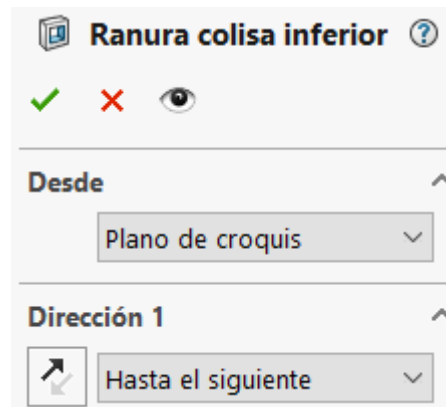 Ranura colisa inferior
Desde
Plano de croquis
Dirección 1
Hasta el siguiente